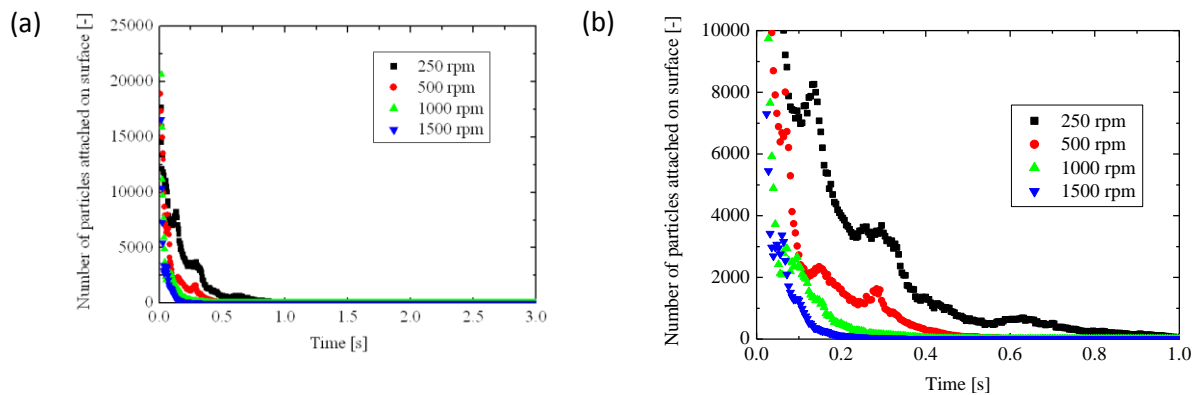 (a)
Number of particles attached on surface [-]
25000
20000
15000
10000
5000
0
0.0
0.5
1.0
1.5
2.0
2.5
3.0
Time [s]
250 rpm
500 rpm
1000 rpm
1500 rpm
(b)
Number of particles attached on surface [-]
10000
8000
6000
4000
2000
0
0.0
0.2
0.4
0.6
0.8
1.0
Time [s]
250 rpm
500 rpm
1000 rpm
1500 rpm